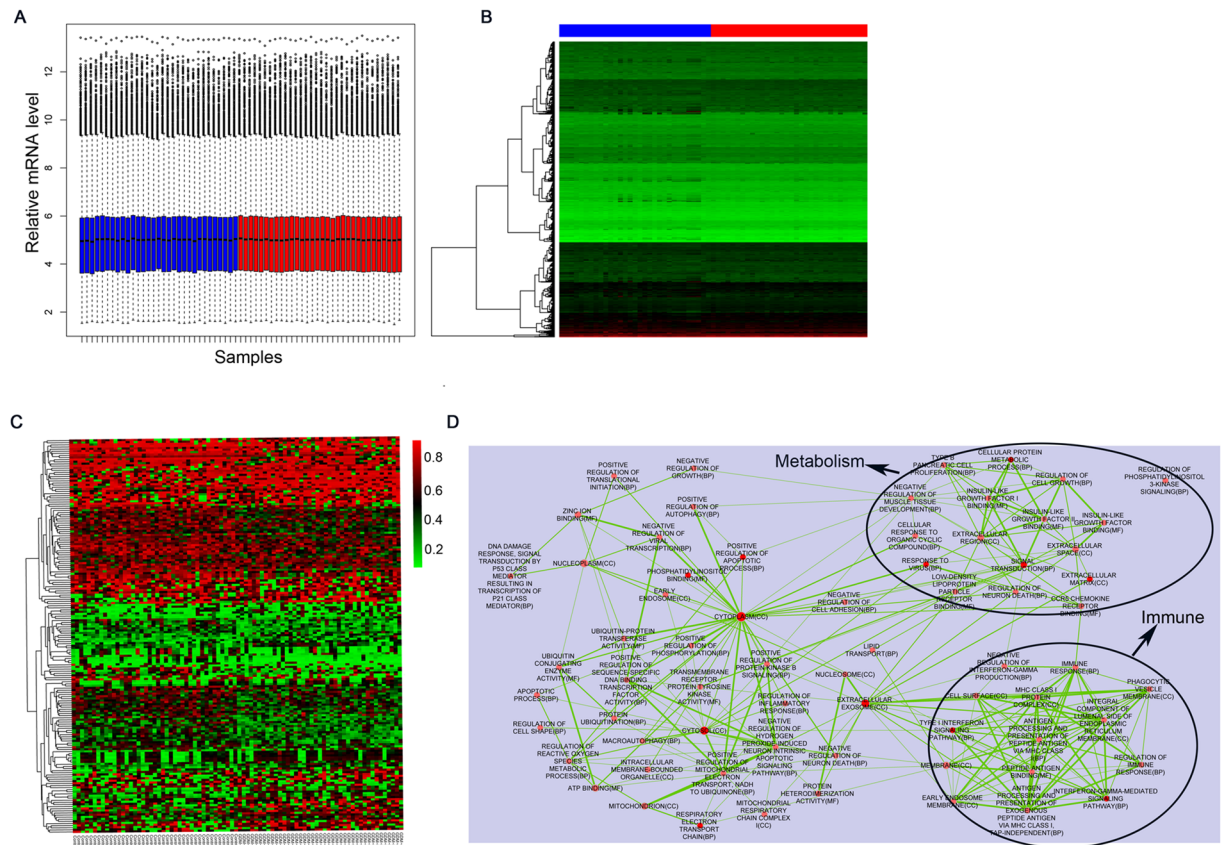 A
Relative mRNA level
12
10
8
6
4
2
Samples
B
C
0.8
0.6
0.4
0.2
D
Metabolism
Immune
POSITIVE
REGULATION OF
TRANSLATIONAL
INITIATION(BP)
NEGATIVE
REGULATION OF
GROWTH(BP)
POSITIVE
REGULATION OF
AUTOPHAGY(BP)
ZINC ION
BINDING(MF)
NEGATIVE
REGULATION OF
VIRAL
TRANSCRIPTION(BP)
DNA DAMAGE
RESPONSE, SIGNAL
TRANSDUCTION BY
P53 CLASS
MEDIATOR
RESULTING IN
TRANSCRIPTION OF
P21 CLASS
MEDIATOR(BP)
NUCLEOPLASM(CC)
POSITIVE
REGULATION OF
APOPTOTIC
PROCESS(BP)
PHOSPHATIDYLINOSITOL
BINDING(MF)
EARLY
ENDOSOME(CC)
CYTOPLASM(CC)
NEGATIVE
REGULATION OF
CELL ADHESION(BP)
TYPE B
PANCREATIC CELL
PROLIFERATION(BP)
CELLULAR PROTEIN
METABOLIC
PROCESS(BP)
REGULATION OF
CELL GROWTH(BP)
REGULATION OF
PHOSPHATIDYLINOSITOL
3-KINASE
SIGNALING(BP)
NEGATIVE
REGULATION OF
MUSCLE TISSUE
DEVELOPMENT(BP)
INSULIN-LIKE
GROWTH FACTOR I
BINDING(MF)
INSULIN-LIKE
GROWTH FACTOR II
BINDING(MF)
INSULIN-LIKE
GROWTH FACTOR
BINDING(MF)
CELLULAR
RESPONSE TO
ORGANIC CYCLIC
COMPOUND(BP)
EXTRACELLULAR
REGION(CC)
EXTRACELLULAR
SPACE(CC)
RESPONSE TO
VIRUS(BP)
SIGNAL
TRANSDUCTION(BP)
EXTRACELLULAR
MATRIX(CC)
LOW-DENSITY
LIPOPROTEIN
PARTICLE
RECEPTOR
BINDING(MF)
REGULATION OF
NEURON DEATH(BP)
CCR5 CHEMOKINE
RECEPTOR
BINDING(MF)
UBIQUITIN-PROTEIN
TRANSFERASE
ACTIVITY(MF)
POSITIVE
REGULATION OF
PHOSPHORYLATION(BP)
UBIQUITIN
CONJUGATING
ENZYME
ACTIVITY(MF)
POSITIVE
REGULATION OF
SEQUENCE-SPECIFIC
DNA BINDING
TRANSCRIPTION
FACTOR ACTIVITY(BP)
TRANSMEMBRANE
RECEPTOR
PROTEIN TYROSINE
KINASE
ACTIVITY(MF)
POSITIVE
REGULATION OF
PROTEIN KINASE B
SIGNALING(BP)
LIPID
TRANSPORT(BP)
NUCLEOSOME(CC)
APOPTOTIC
PROCESS(BP)
REGULATION OF
INFLAMMATORY
RESPONSE(BP)
EXTRACELLULAR
EXOSOME(CC)
PROTEIN
UBIQUITINATION(BP)
REGULATION OF
CELL SHAPE(BP)
CYTOSOL(CC)
NEGATIVE
REGULATION OF
HYDROGEN
PEROXIDE-INDUCED
NEURON INTRINSIC
APOPTOTIC
SIGNALING
PATHWAY(BP)
MACROAUTOPHAGY(BP)
REGULATION OF
REACTIVE OXYGEN
SPECIES
METABOLIC
PROCESS(BP)
INTRACELLULAR
MEMBRANE-BOUNDED
ORGANELLE(CC)
POSITIVE
REGULATION OF
MITOCHONDRIAL
ELECTRON
TRANSPORT, NADH
TO UBIQUINONE(BP)
NEGATIVE
REGULATION OF
NEURON DEATH(BP)
ATP BINDING(MF)
MITOCHONDRION(CC)
PROTEIN
HETERODIMERIZATION
ACTIVITY(MF)
MITOCHONDRIAL
RESPIRATORY
CHAIN COMPLEX
I(CC)
RESPIRATORY
ELECTRON
TRANSPORT
CHAIN(BP)
NEGATIVE
REGULATION OF
INTERFERON-GAMMA
PRODUCTION(BP)
IMMUNE
RESPONSE(BP)
PHAGOCYTIC
VESICLE
MEMBRANE(CC)
CELL SURFACE(CC)
MHC CLASS I
PROTEIN
COMPLEX(CC)
INTEGRAL
COMPONENT OF
LUMENAL SIDE OF
ENDOPLASMIC
RETICULUM
MEMBRANE(CC)
TYPE I INTERFERON
SIGNALING
PATHWAY(BP)
ANTIGEN
PROCESSING AND
PRESENTATION OF
PEPTIDE ANTIGEN
VIA MHC CLASS
I(BP)
MEMBRANE(CC)
PEPTIDE ANTIGEN
BINDING(MF)
REGULATION OF
IMMUNE
RESPONSE(BP)
EARLY ENDOSOME
MEMBRANE(CC)
ANTIGEN
PROCESSING AND
PRESENTATION OF
EXOGENOUS
PEPTIDE ANTIGEN
VIA MHC CLASS I,
TAP-INDEPENDENT(BP)
INTERFERON-GAMMA-MEDIATED
SIGNALING
PATHWAY(BP)